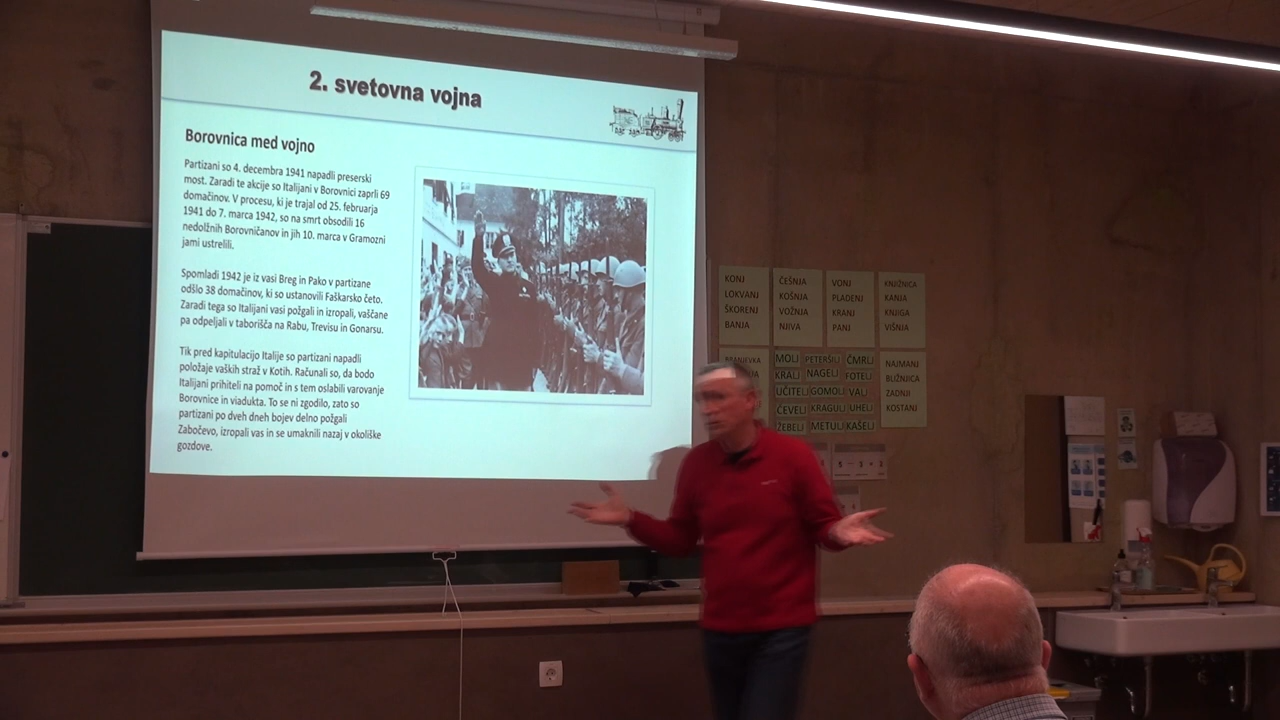 2. svetovna vojna
Borovnica med vojno
Partizani so 4. decembra 1941 napadli preserski
most. Zaradi te akcije so Italijani v Borovnici zaprli 69
domačinov. V procesu, ki je trajal od 25. februarja
1941 do 7. marca 1942, so na smrt obsodili 16
nedolžnih Borovničanov in jih 10. marca v Gramozni
jami ustrelili.
Spomladi 1942 je iz vasi Breg in Pako v partizane
odšlo 38 domačinov, ki so ustanovili Faškarsko četo.
Zaradi tega so Italijani vasi požgali in izropali, vaščane
pa odpeljali v taborišča na Rabu, Trevisu in Gonarsu.
Tik pred kapitulacijo Italije so partizani napadli
položaje vaških straž v Kotih. Računali so, da bodo
Italijani prihiteli na pomoč in s tem oslabili varovanje
Borovnice in viadukta. To se ni zgodilo, zato so
partizani po dveh dneh bojev delno požgali
Zabočevo, izropali vas in se umaknili nazaj v okoliške
gozdove.
KONJ
LOKVANJ
ŠKORENJ
BANJA
ČEŠNJA
KOŠNJA
VOŽNJA
NJIVA
VONJ
PLADENJ
KRANJ
PANJ
KNJIŽNICA
KANJA
KNJIGA
VIŠNJA
MOLJ PETERŠILJ ČMRLJ
KRALJ NAGELJ FOTELJ
UČITELJ GOMOLJ VALJ
ČEVELJ KRAGULJ UHELJ
ŽEBELJ METULJ KAŠELJ
NAJMANJ
BLIŽNJICA
ZADNJI
KOSTANJ